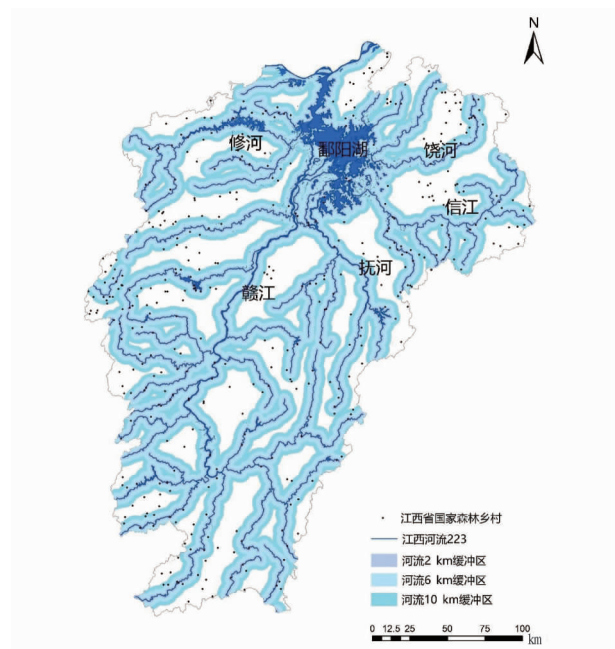 N
修河
鄱阳湖
饶河
信江
抚河
赣江
江西省国家森林乡村
江西河流223
河流2 km缓冲区
河流6 km缓冲区
河流10 km缓冲区
0 12.5 25 50 75 100
km